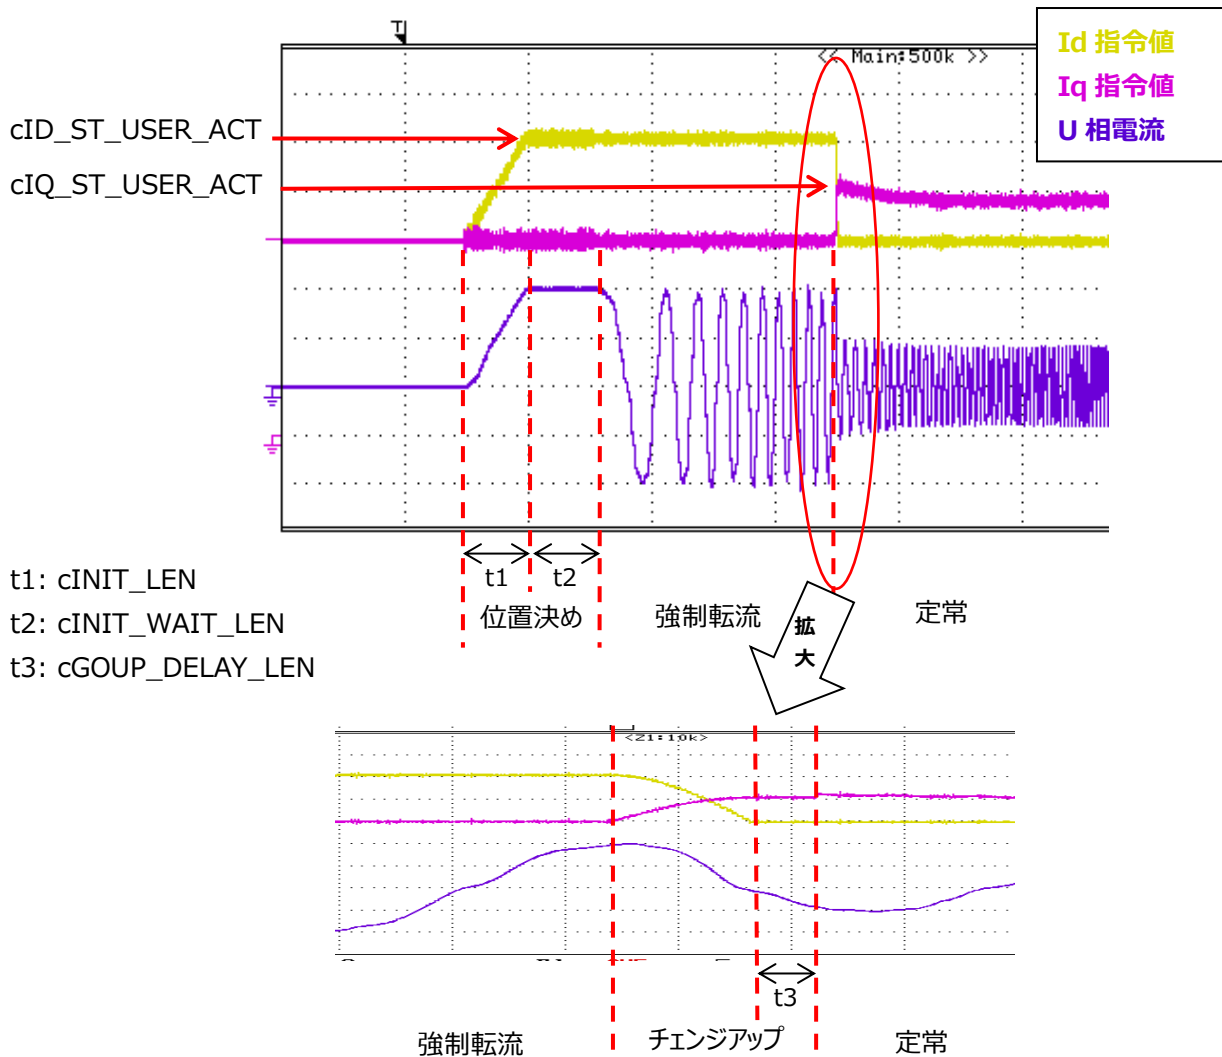 T
<< Main:500k >>
Id 指令値
Iq 指令値
U 相電流
cID_ST_USER_ACT
cIQ_ST_USER_ACT
t1 t2
位置決め 強制転流 定常
拡大
t1: cINIT_LEN
t2: cINIT_WAIT_LEN
t3: cGOUP_DELAY_LEN
<Z1:10k>
t3
強制転流 チェンジアップ 定常